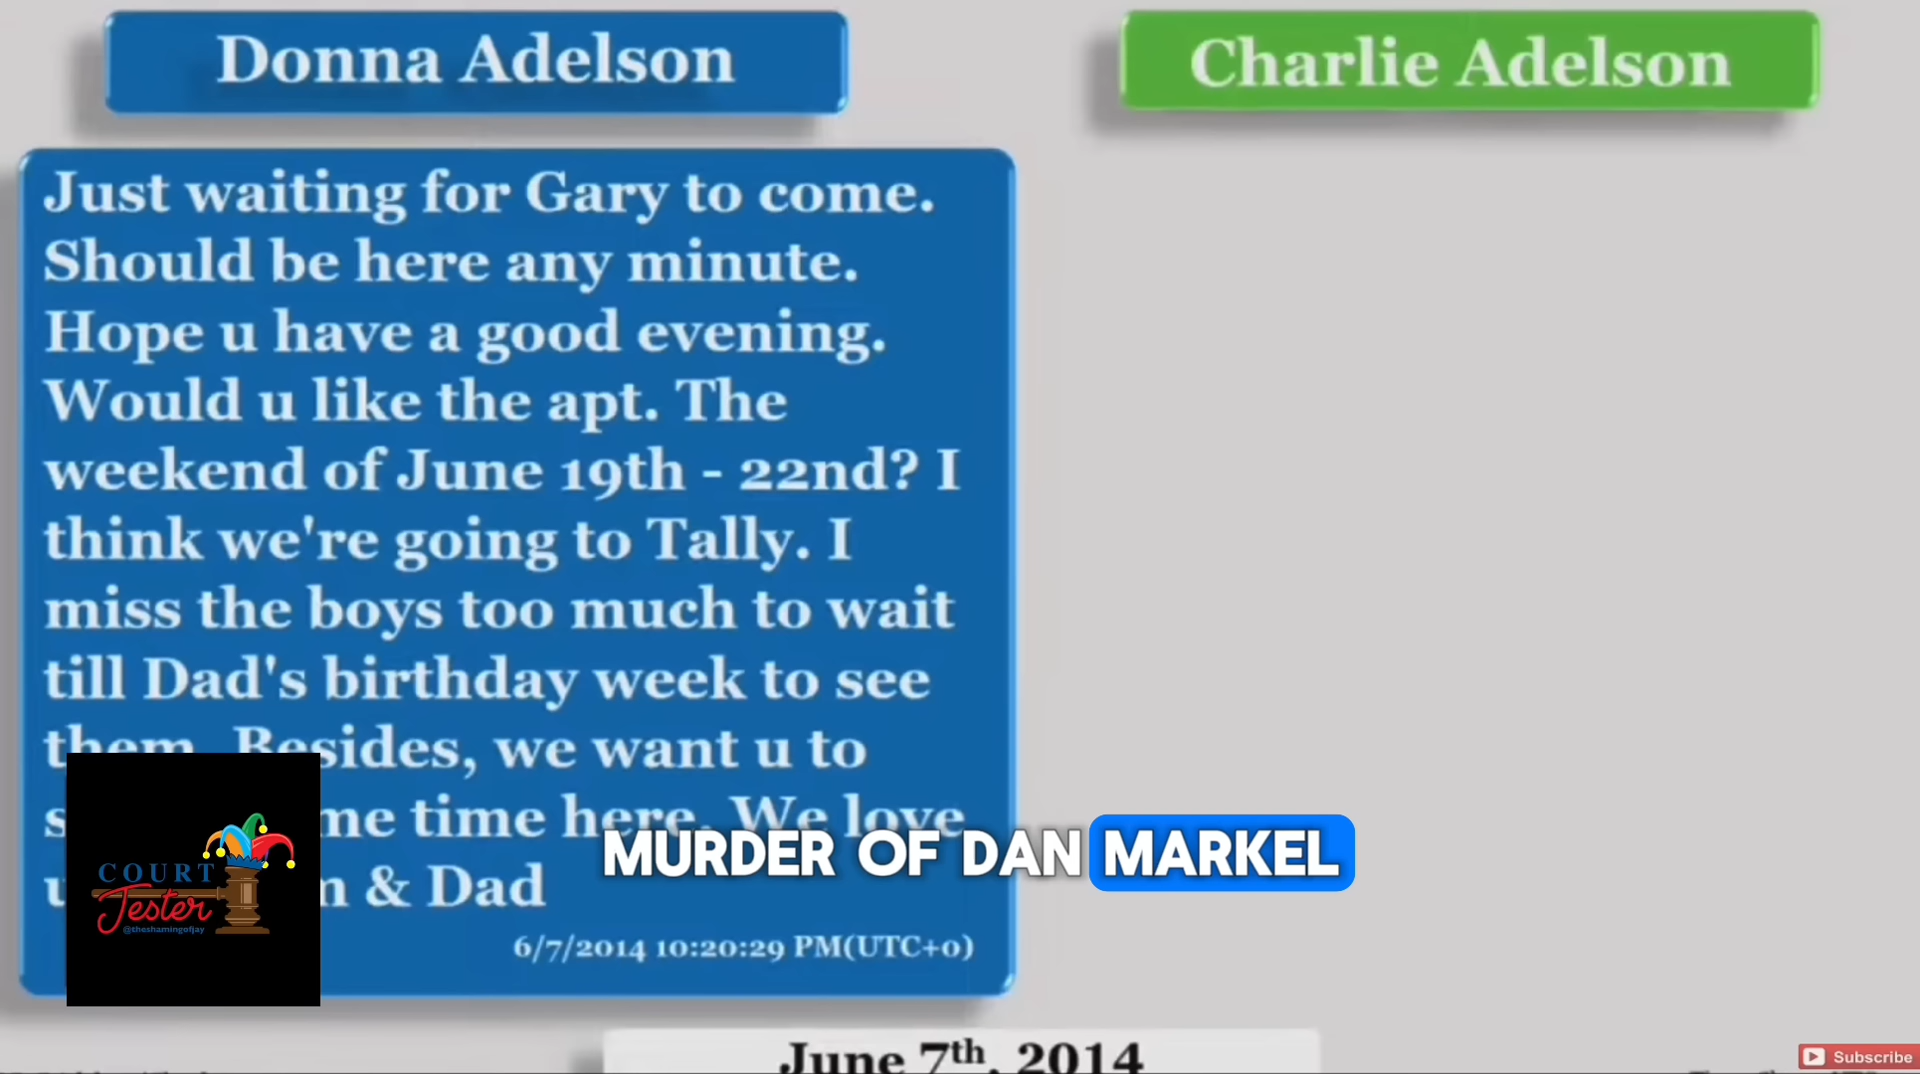 Donna Adelson
Charlie Adelson
Just waiting for Gary to come.
Should be here any minute.
Hope u have a good evening.
Would u like the apt. The
weekend of June 19th - 22nd? I
think we're going to Tally. I
miss the boys too much to wait
till Dad's birthday week to see
them. Besides, we want u to
me time here. We love
& Dad
6/7/2014 10:20:29 PM(UTC+0)
COURT
Jester
@theshamingofjay
MURDER OF DAN MARKEL
June 7th, 2014
Subscribe